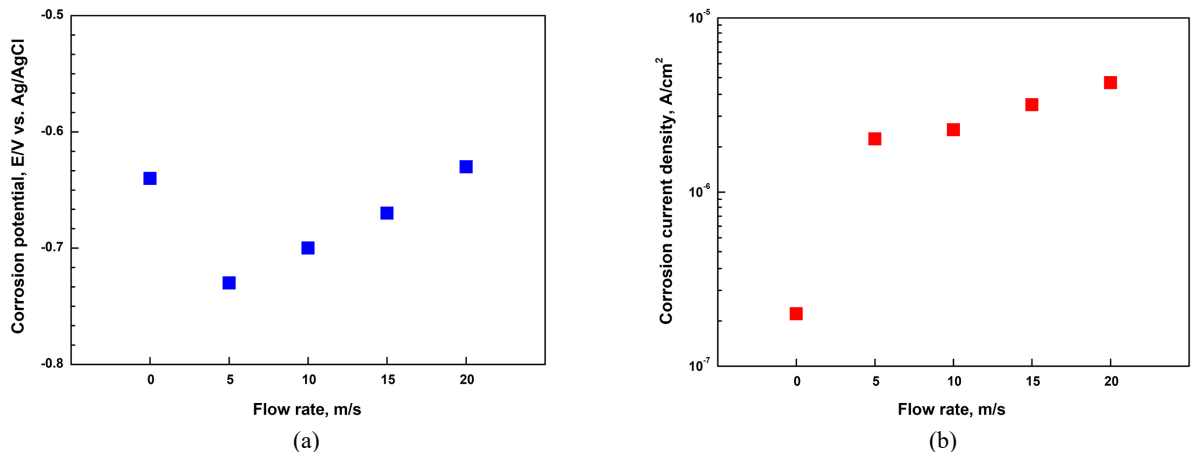 Corrosion potential, E/V vs. Ag/AgCl
-0.5
-0.6
-0.7
-0.8
0 5 10 15 20
Flow rate, m/s
(a)
Corrosion current density, A/cm²
10⁻⁵
10⁻⁶
10⁻⁷
0 5 10 15 20
Flow rate, m/s
(b)